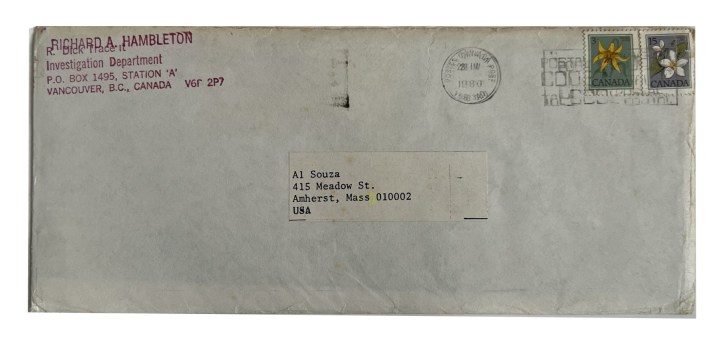 RICHARD A. HAMBLETON
R. Dick Trace It
Investigation Department
P.O. BOX 1495, STATION 'A'
VANCOUVER, B.C., CANADA V6C 2P7
CANADA
15
CANADA
Al Souza
415 Meadow St.
Amherst, Mass 010002
USA